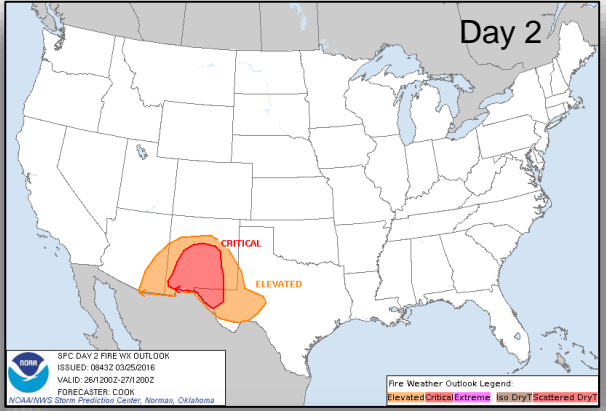 Day 2
CRITICAL
ELEVATED
NOAA
SPC DAY 2 FIRE WX OUTLOOK
ISSUED: 0843Z 03/25/2016
VALID: 26/1200Z-27/1200Z
FORECASTER: COOK
NOAA/NWS Storm Prediction Center, Norman, Oklahoma
Fire Weather Outlook Legend:
Elevated Critical Extreme Iso DryT Scattered DryT